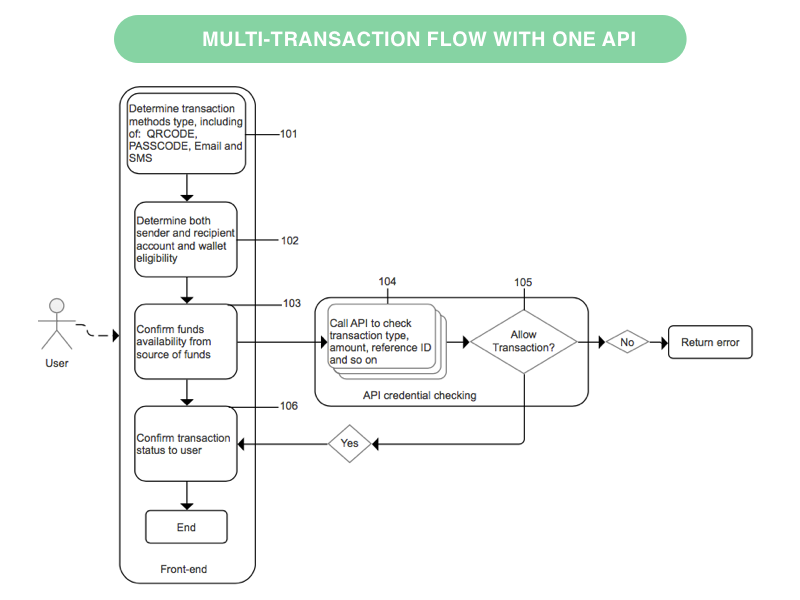 MULTI-TRANSACTION FLOW WITH ONE API
Determine transaction
methods type, including
of: QRCODE,
PASSCODE, Email and
SMS
101
Determine both
sender and recipient
account and wallet
eligibility
102
103
Confirm funds
availability from
source of funds
User
104
Call API to check
transaction type,
amount, reference ID
and so on
105
Allow
Transaction?
API credential checking
No
Return error
106
Confirm transaction
status to user
Yes
End
Front-end